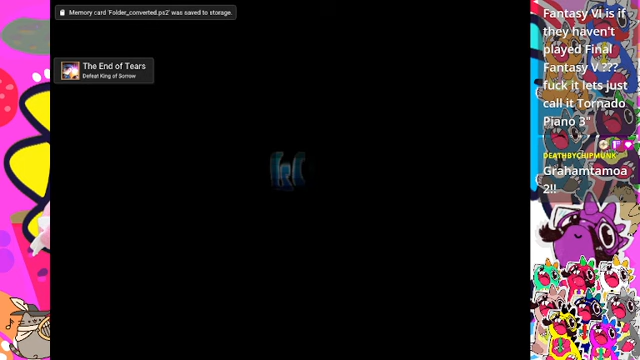 Memory card 'Folder_converted.ps2' was saved to storage.
The End of Tears
Defeat King of Sorrow
Fantasy VI is if
they haven't
played Final
Fantasy V ???
fuck it lets just
call it Tornado
Piano 3"
DEATHBYCHIPMUNK
Grahamtamoa
2!!